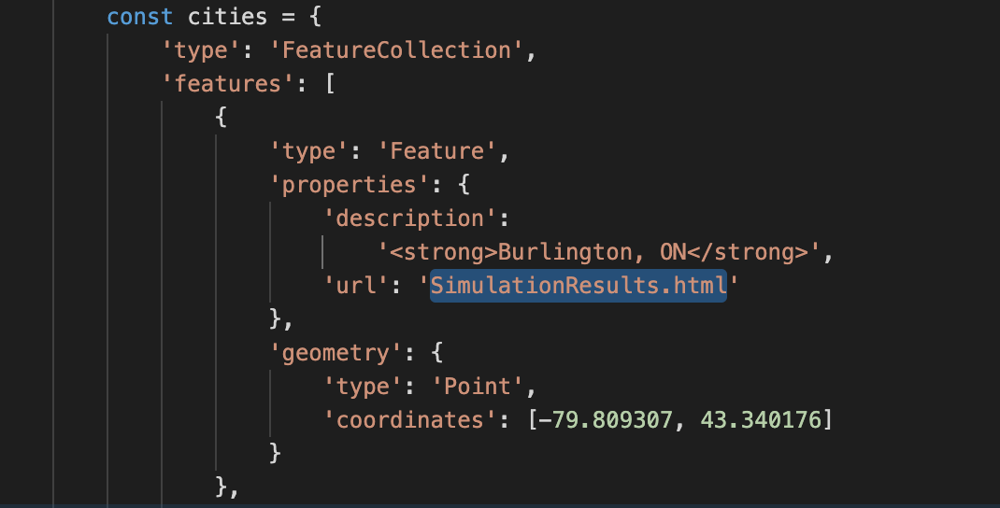 const cities = {
'type': 'FeatureCollection',
'features': [
{
'type': 'Feature',
'properties': {
'description':
'<strong>Burlington, ON</strong>',
'url': 'SimulationResults.html'
},
'geometry': {
'type': 'Point',
'coordinates': [-79.809307, 43.340176]
}
},